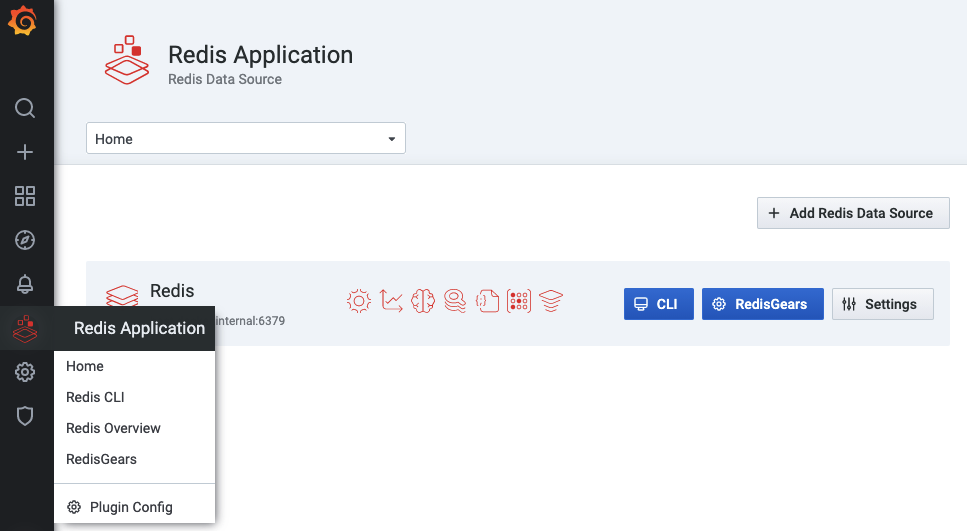 Redis Application
Redis Data Source
Home
+ Add Redis Data Source
Redis
internal:6379
CLI
RedisGears
Settings
Redis Application
Home
Redis CLI
Redis Overview
RedisGears
Plugin Config